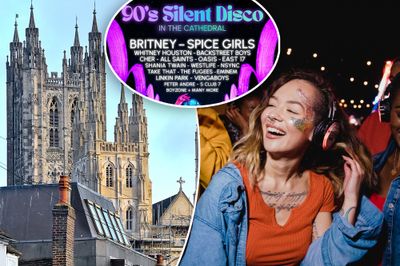 90's Silent Disco
IN THE CATHEDRAL
BRITNEY – SPICE GIRLS
WHITNEY HOUSTON - BACKSTREET BOYS
CHER - ALL SAINTS - OASIS - EAST 17
SHANIA TWAIN - WESTLIFE - NSYNC
TAKE THAT - THE FUGEES - EMINEM
LINKIN PARK - VENGABOYS
PETER ANDRE - CLUB 7
BOYZONE + MANY MORE